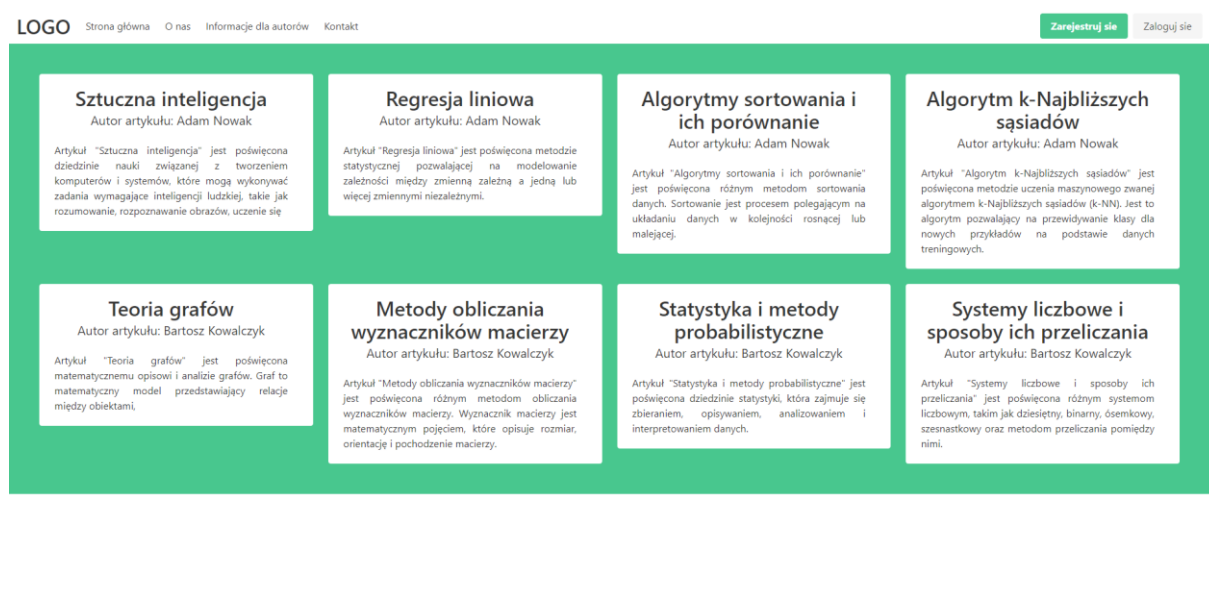 LOGO Strona główna O nas Informacje dla autorów Kontakt Zarejestruj sie Zaloguj sie
Sztuczna inteligencja
Autor artykułu: Adam Nowak
Artykuł "Sztuczna inteligencja" jest poświęcona
dziedzinie nauki związanej z tworzeniem
komputerów i systemów, które mogą wykonywać
zadania wymagające inteligencji ludzkiej, takie jak
rozumowanie, rozpoznawanie obrazów, uczenie się
Regresja liniowa
Autor artykułu: Adam Nowak
Artykuł "Regresja liniowa" jest poświęcona metodzie
statystycznej pozwalającej na modelowanie
zależności między zmienną zależną a jedną lub
więcej zmiennymi niezależnymi.
Algorytmy sortowania i
ich porównanie
Autor artykułu: Adam Nowak
Artykuł "Algorytmy sortowania i ich porównanie"
jest poświęcona różnym metodom sortowania
danych. Sortowanie jest procesem polegającym na
układaniu danych w kolejności rosnącej lub
malejącej.
Algorytm k-Najbliższych
sąsiadów
Autor artykułu: Adam Nowak
Artykuł "Algorytm k-Najbliższych sąsiadów" jest
poświęcona metodzie uczenia maszynowego zwanej
algorytmem k-Najbliższych sąsiadów (k-NN). Jest to
algorytm pozwalający na przewidywanie klasy dla
nowych przykładów na podstawie danych
treningowych.
Teoria grafów
Autor artykułu: Bartosz Kowalczyk
Artykuł "Teoria grafów" jest poświęcona
matematycznemu opisowi i analizie grafów. Graf to
matematyczny model przedstawiający relacje
między obiektami,
Metody obliczania
wyznaczników macierzy
Autor artykułu: Bartosz Kowalczyk
Artykuł "Metody obliczania wyznaczników macierzy"
jest poświęcona różnym metodom obliczania
wyznaczników macierzy. Wyznacznik macierzy jest
matematycznym pojęciem, które opisuje rozmiar,
orientację i pochodzenie macierzy.
Statystyka i metody
probabilistyczne
Autor artykułu: Bartosz Kowalczyk
Artykuł "Statystyka i metody probabilistyczne" jest
poświęcona dziedzinie statystyki, która zajmuje się
zbieraniem, opisywaniem, analizowaniem i
interpretowaniem danych.
Systemy liczbowe i
sposoby ich przeliczania
Autor artykułu: Bartosz Kowalczyk
Artykuł "Systemy liczbowe i sposoby ich
przeliczania" jest poświęcona różnym systemom
liczbowym, takim jak dziesiętny, binarny, ósemkowy,
szesnastkowy oraz metodom przeliczania pomiędzy
nimi.